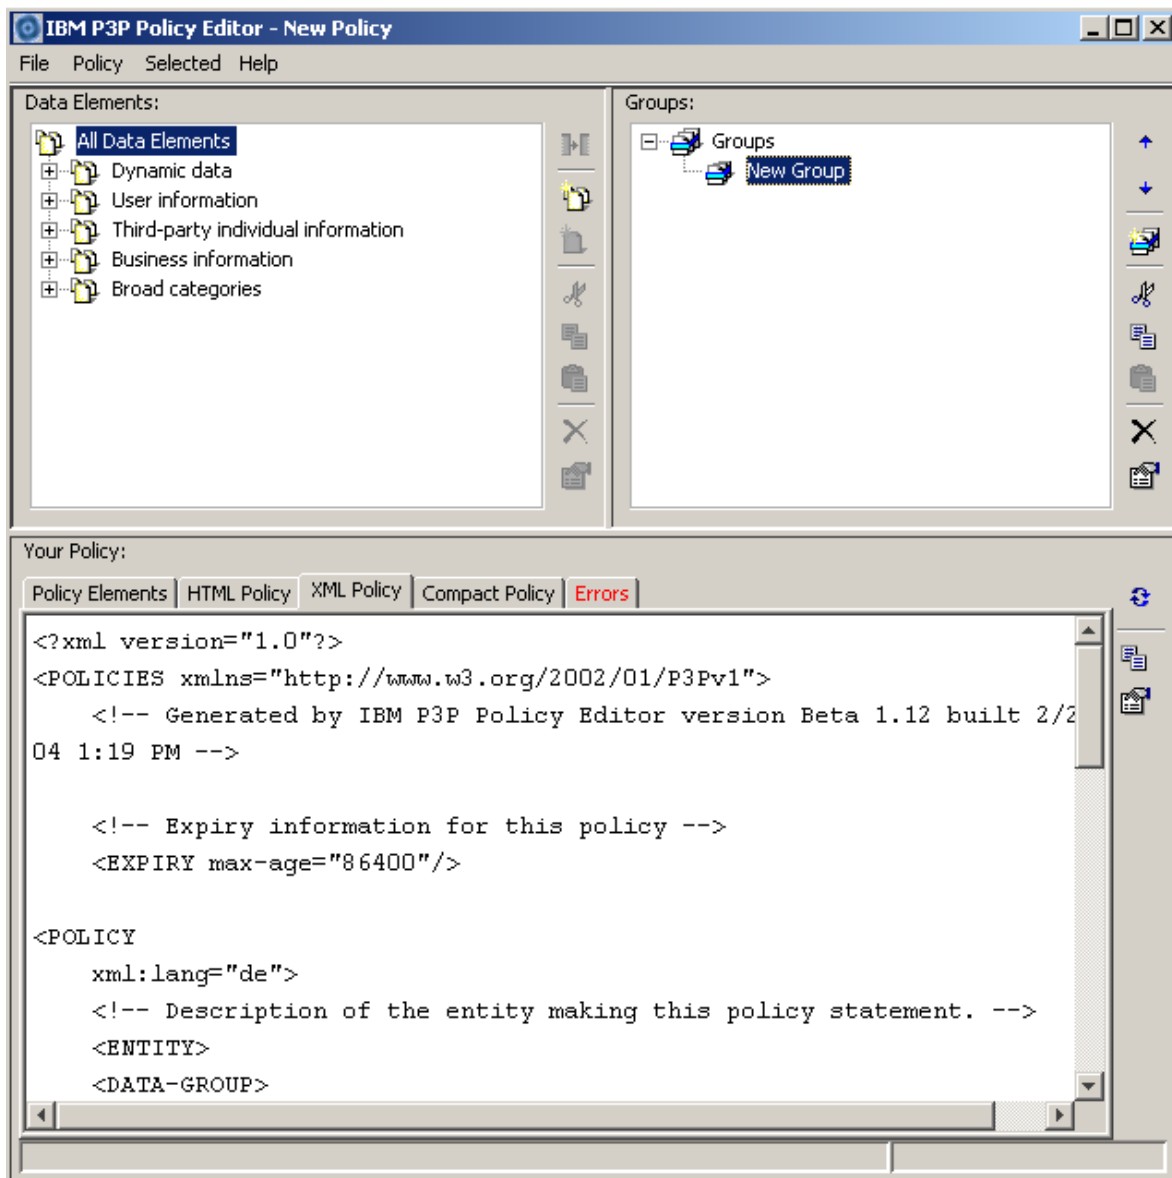 IBM P3P Policy Editor - New Policy
File Policy Selected Help
Data Elements:
All Data Elements
Dynamic data
User information
Third-party individual information
Business information
Broad categories
Groups:
Groups
New Group
Your Policy:
Policy Elements HTML Policy XML Policy Compact Policy Errors
<?xml version="1.0"?>
<POLICIES xmlns="http://www.w3.org/2002/01/P3Pv1">
<!-- Generated by IBM P3P Policy Editor version Beta 1.12 built 2/2
04 1:19 PM -->
<!-- Expiry information for this policy -->
<EXPIRY max-age="86400"/>
<POLICY
xml:lang="de">
<!-- Description of the entity making this policy statement. -->
<ENTITY>
<DATA-GROUP>